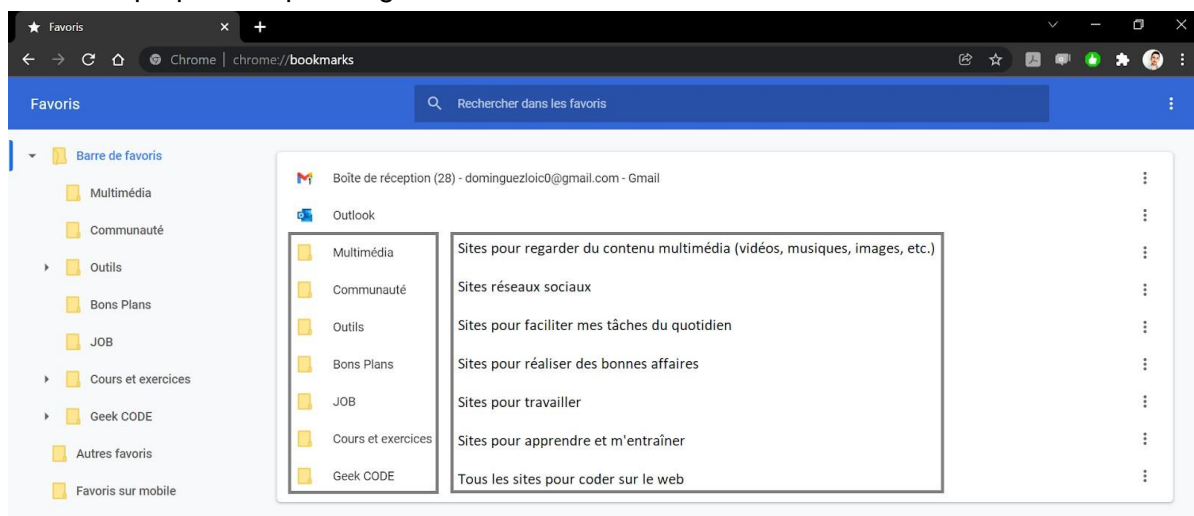 Favoris
Chrome | chrome://bookmarks
Favoris
Rechercher dans les favoris
Barre de favoris
Multimédia
Communauté
Outils
Bons Plans
JOB
Cours et exercices
Geek CODE
Autres favoris
Favoris sur mobile
Boîte de réception (28) - dominguezloic0@gmail.com - Gmail
Outlook
Multimédia Sites pour regarder du contenu multimédia (vidéos, musiques, images, etc.)
Communauté Sites réseaux sociaux
Outils Sites pour faciliter mes tâches du quotidien
Bons Plans Sites pour réaliser des bonnes affaires
JOB Sites pour travailler
Cours et exercices Sites pour apprendre et m'entraîner
Geek CODE Tous les sites pour coder sur le web